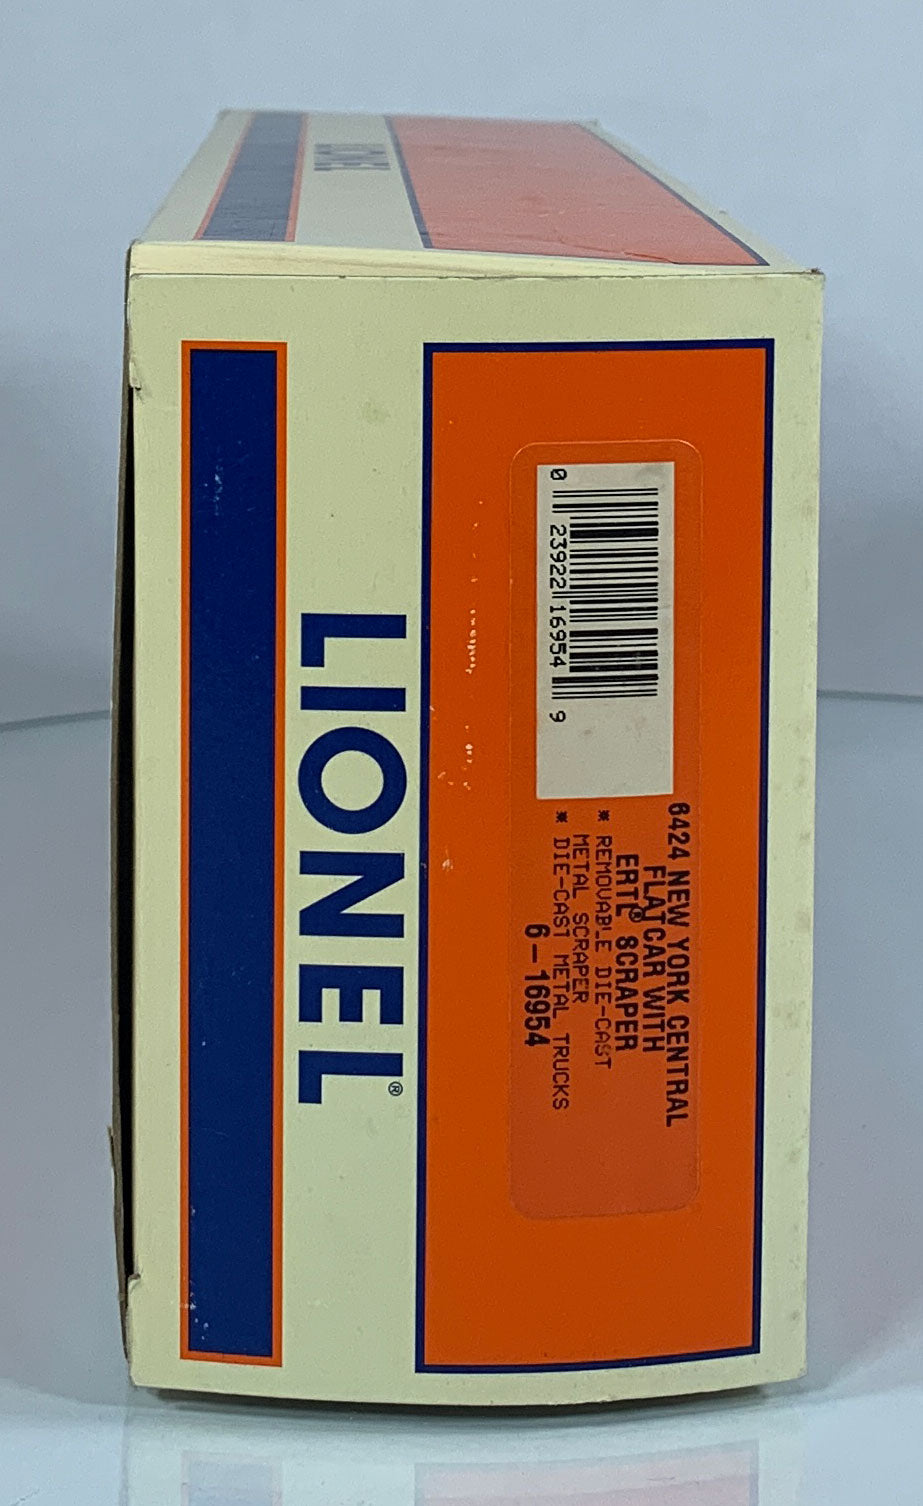 LIONEL
LIONEL®
0 23922 16954 9
6424 NEW YORK CENTRAL
FLATCAR WITH
ERTL® SCRAPER
* REMOVABLE DIE-CAST
METAL SCRAPER
* DIE-CAST METAL TRUCKS
6-16954